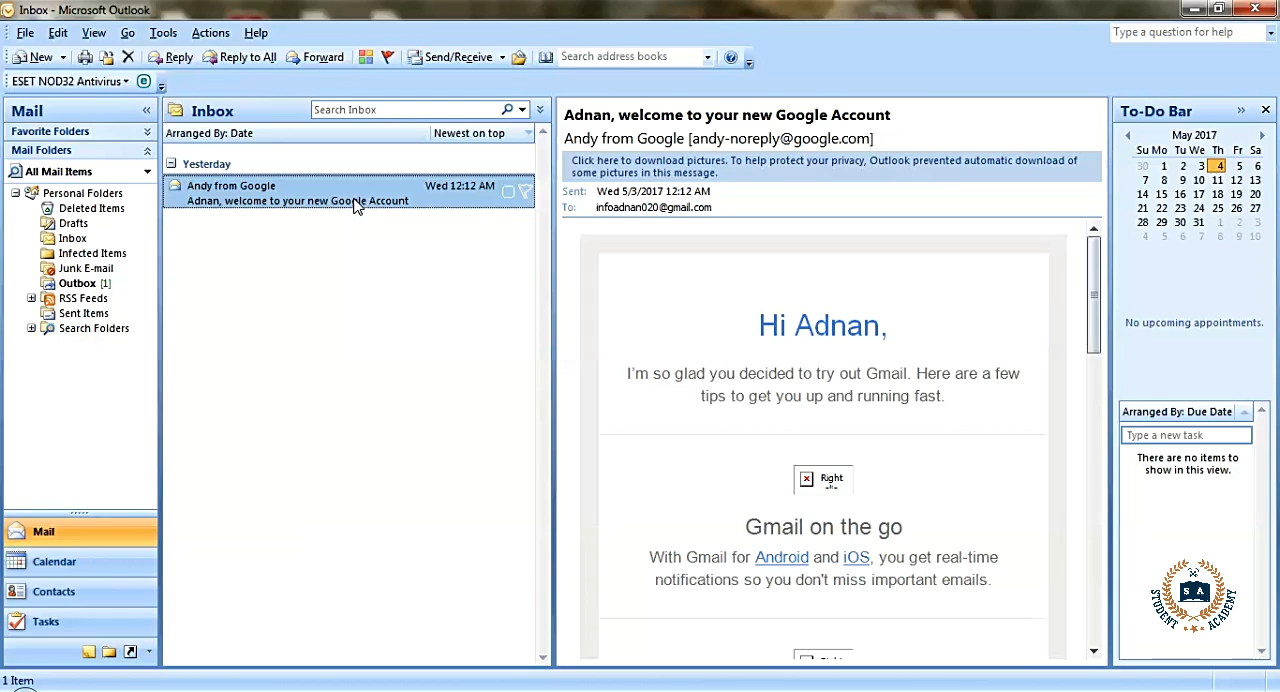 Inbox - Microsoft Outlook
File Edit View Go Tools Actions Help
Type a question for help
New Reply Reply to All Forward Send/Receive Search address books
ESET NOD32 Antivirus
Mail
Favorite Folders
Mail Folders
All Mail Items
Personal Folders
Deleted Items
Drafts
Inbox
Infected Items
Junk E-mail
Outbox [1]
RSS Feeds
Sent Items
Search Folders
Mail
Calendar
Contacts
Tasks
1 Item
Inbox Search Inbox
Arranged By: Date Newest on top
Yesterday
Andy from Google Wed 12:12 AM
Adnan, welcome to your new Google Account
Adnan, welcome to your new Google Account
Andy from Google [andy-noreply@google.com]
Click here to download pictures. To help protect your privacy, Outlook prevented automatic download of
some pictures in this message.
Sent: Wed 5/3/2017 12:12 AM
To: infoadnan020@gmail.com
Hi Adnan,
I'm so glad you decided to try out Gmail. Here are a few
tips to get you up and running fast.
Right
Gmail on the go
With Gmail for Android and iOS, you get real-time
notifications so you don't miss important emails.
To-Do Bar
May 2017
Su Mo Tu We Th Fr Sa
30 1 2 3 4 5 6
7 8 9 10 11 12 13
14 15 16 17 18 19 20
21 22 23 24 25 26 27
28 29 30 31 1 2 3
4 5 6 7 8 9 10
No upcoming appointments.
Arranged By: Due Date
Type a new task
There are no items to
show in this view.
S A
STUDENT ACADEMY